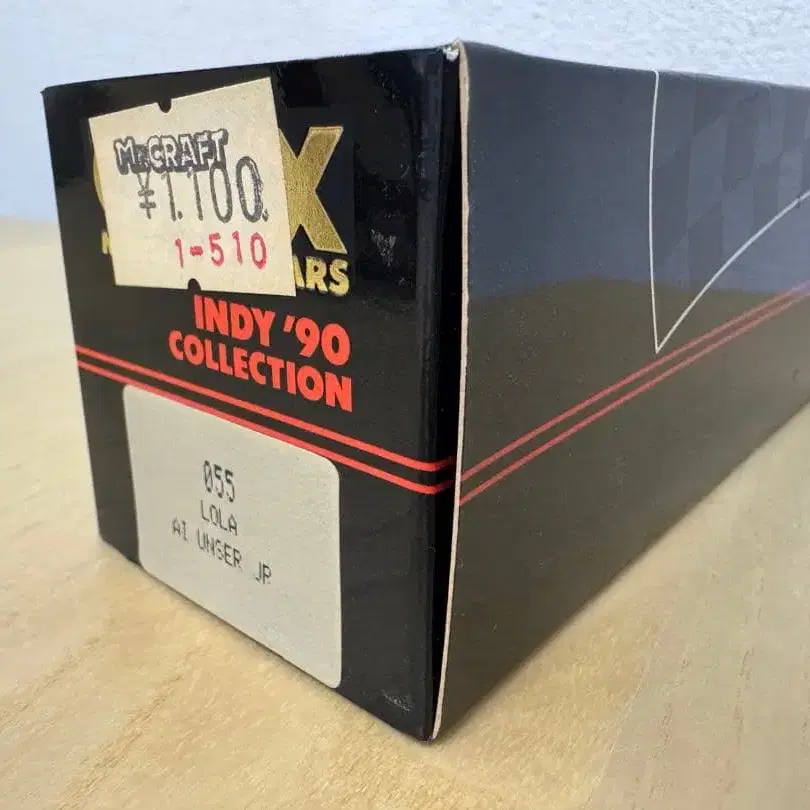 Mr.CRAFT
¥1,100.
1-510
X
ARS
INDY '90
COLLECTION
055
LOLA
AI UNSER JR